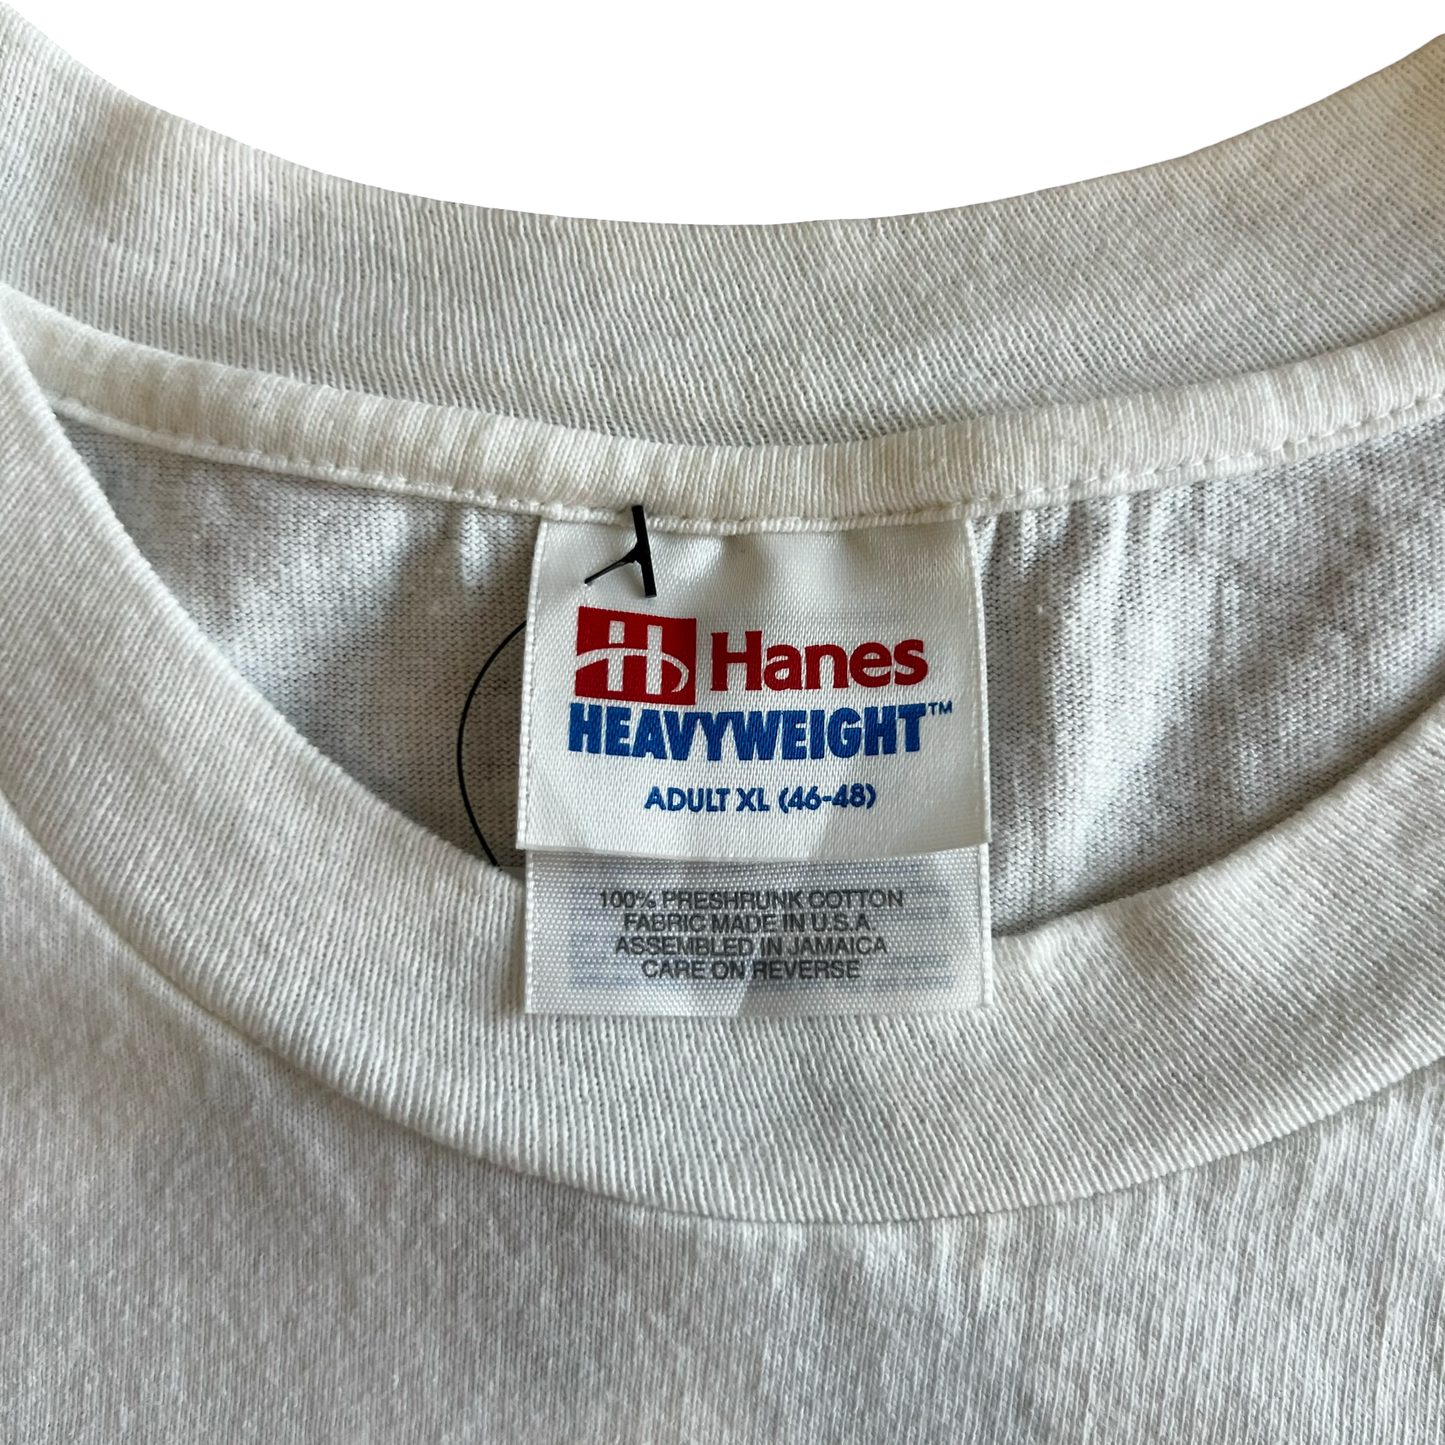 H Hanes
HEAVYWEIGHT™
ADULT XL (46-48)
100% PRESHRUNK COTTON
FABRIC MADE IN U.S.A.
ASSEMBLED IN JAMAICA
CARE ON REVERSE